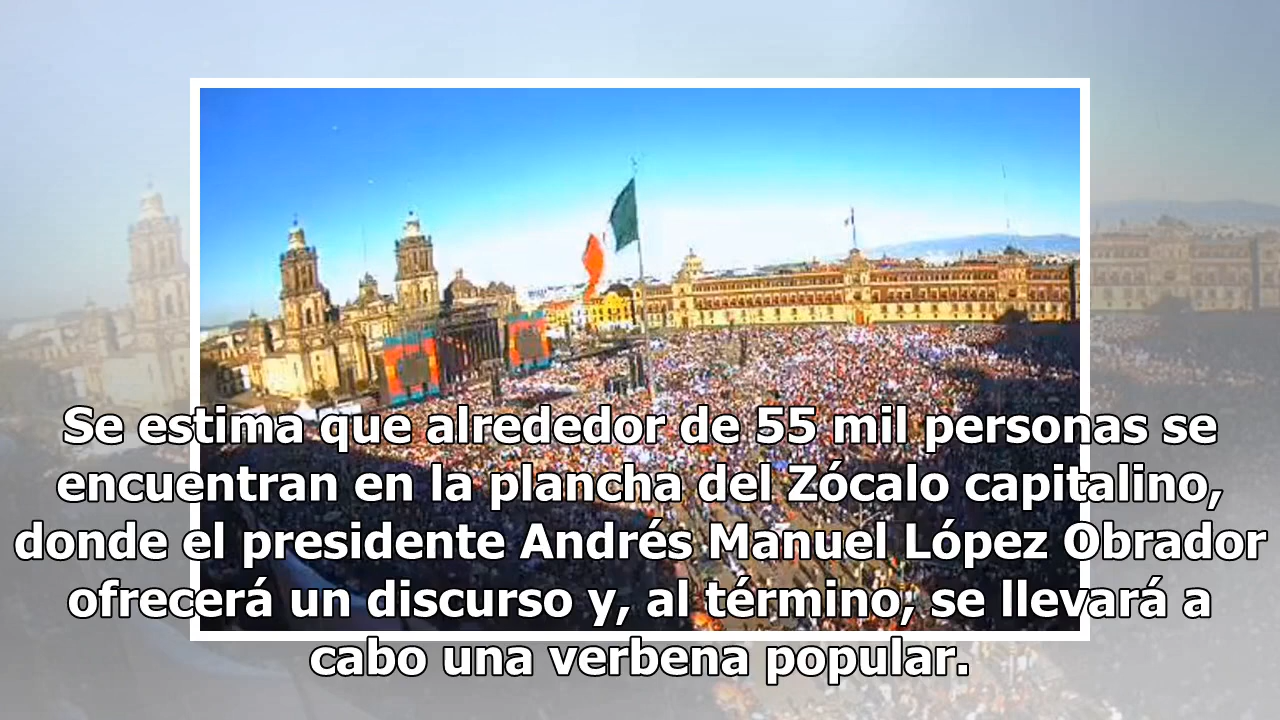 Se estima que alrededor de 55 mil personas se
encuentran en la plancha del Zócalo capitalino,
donde el presidente Andrés Manuel López Obrador
ofrecerá un discurso y, al término, se llevará a
cabo una verbena popular.